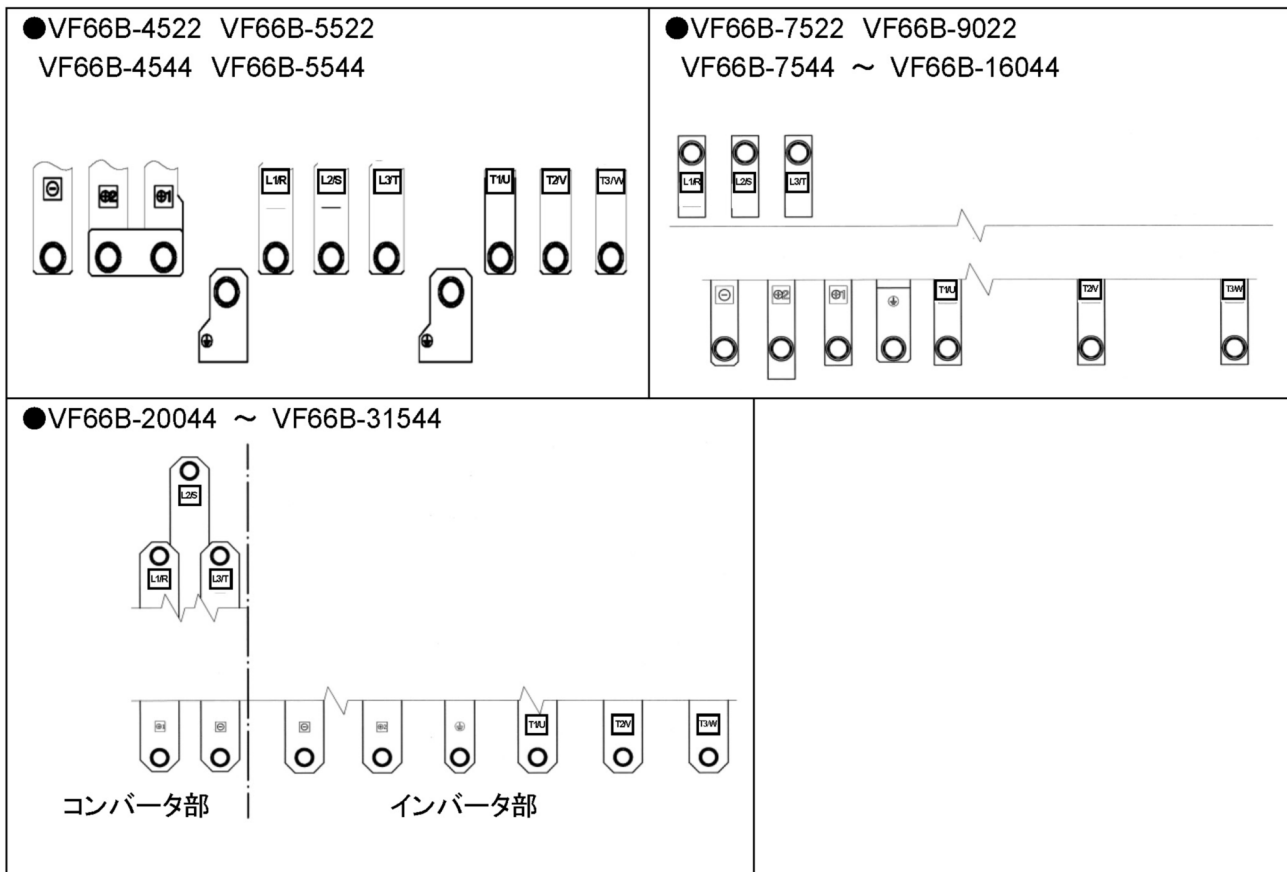 ●VF66B-4522 VF66B-5522
VF66B-4544 VF66B-5544
⊖ ⊕2 ⊕1 L1/R L2/S L3/T T1/U T2/V T3/W
●VF66B-7522 VF66B-9022
VF66B-7544 ～ VF66B-16044
L1/R L2/S L3/T
⊖ ⊕2 ⊕1 T1/U T2/V T3/W
●VF66B-20044 ～ VF66B-31544
L2/S
L1/R L3/T
⊕1 ⊖ ⊖ ⊕2 T1/U T2/V T3/W
コンバータ部 インバータ部